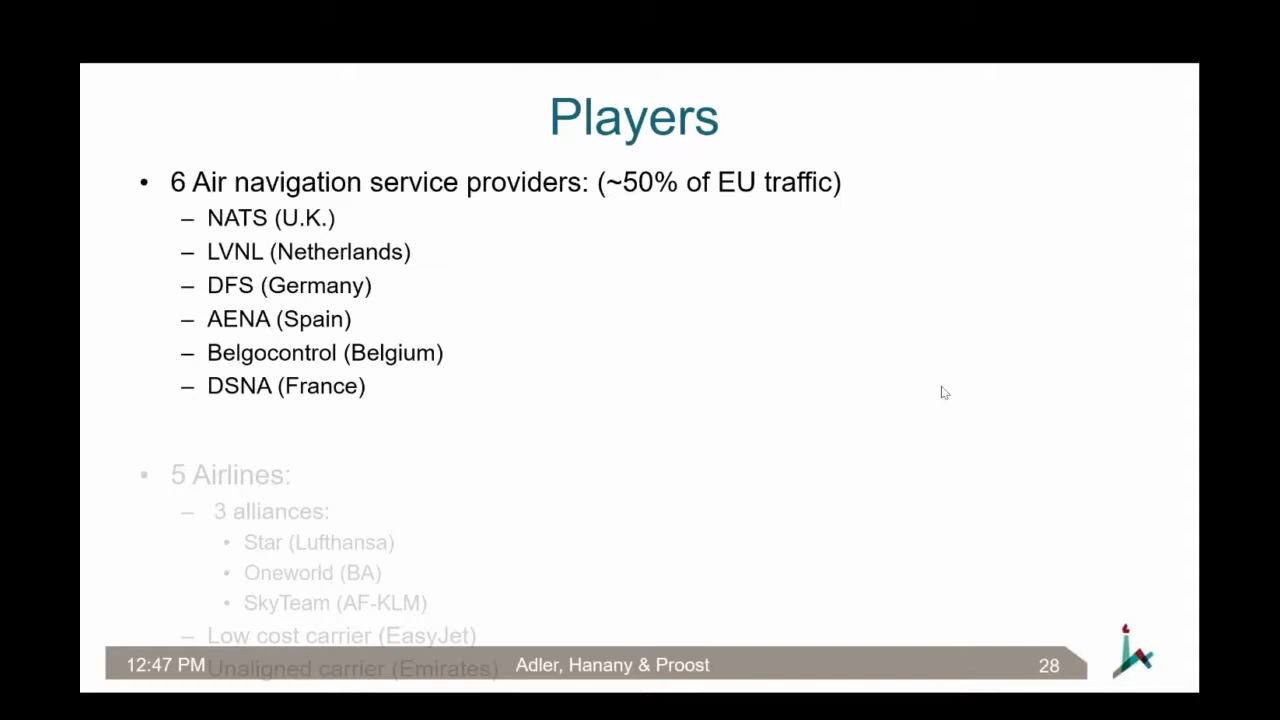 Players
• 6 Air navigation service providers: (~50% of EU traffic)
– NATS (U.K.)
– LVNL (Netherlands)
– DFS (Germany)
– AENA (Spain)
– Belgocontrol (Belgium)
– DSNA (France)
• 5 Airlines:
– 3 alliances:
• Star (Lufthansa)
• Oneworld (BA)
• SkyTeam (AF-KLM)
– Low cost carrier (EasyJet)
Unaligned carrier (Emirates)
12:47 PM Adler, Hanany & Proost 28